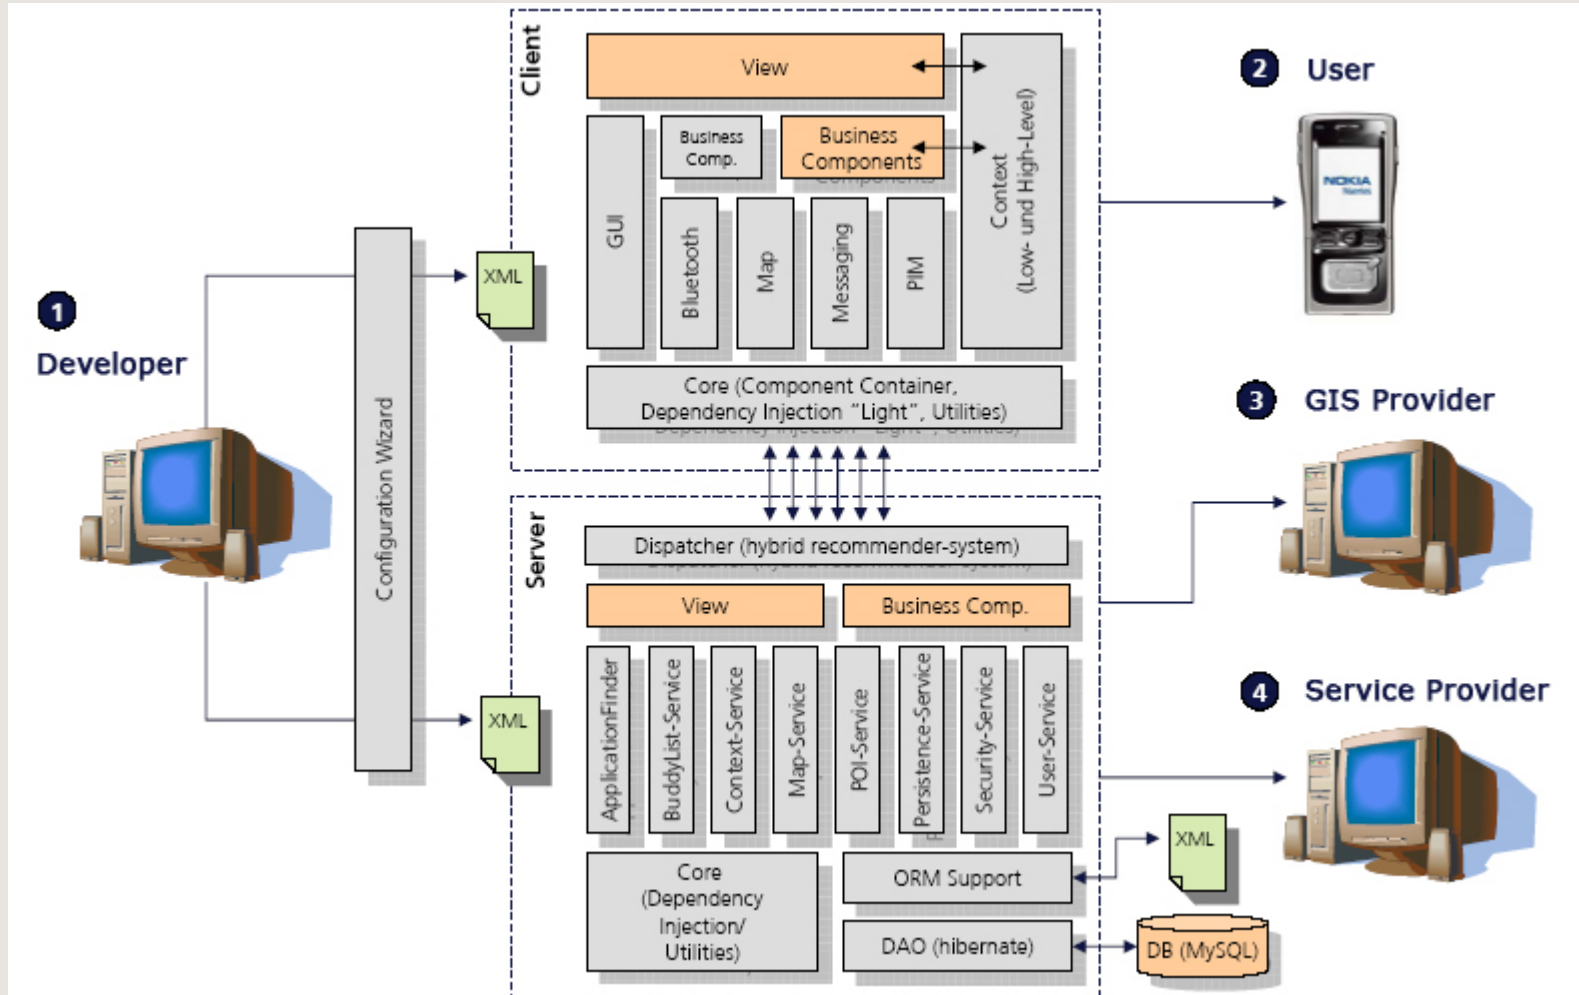 1
Developer
Configuration Wizard
XML
XML
Client
View
GUI
Business
Comp.
Business
Components
Bluetooth
Map
Messaging
PIM
Context
(Low- und High-Level)
Core (Component Container,
Dependency Injection “Light”, Utilities)
Server
Dispatcher (hybrid recommender-system)
View
Business Comp.
ApplicationFinder
BuddyList-Service
Context-Service
Map-Service
POI-Service
Persistence-Service
Security-Service
User-Service
Core
(Dependency
Injection/
Utilities)
ORM Support
DAO (hibernate)
XML
DB (MySQL)
2 User
NOKIA
Nseries
3 GIS Provider
4 Service Provider